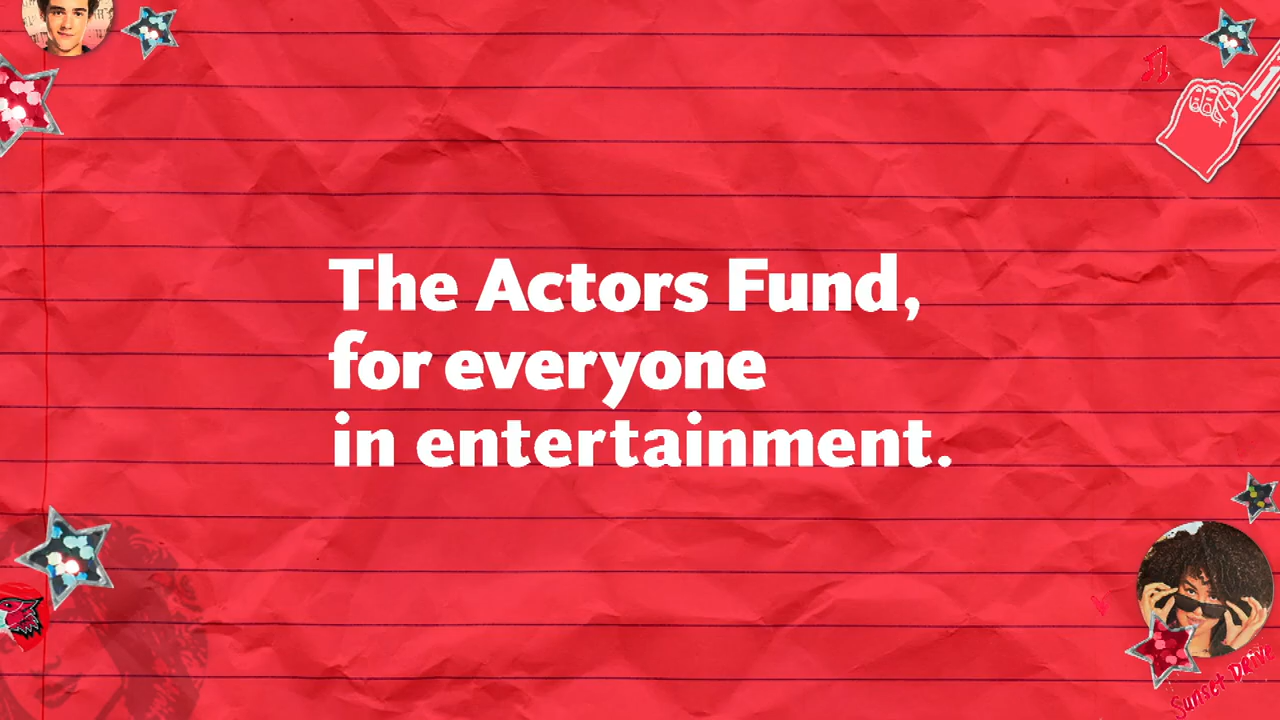 The Actors Fund,
for everyone
in entertainment.
Sunset DRive